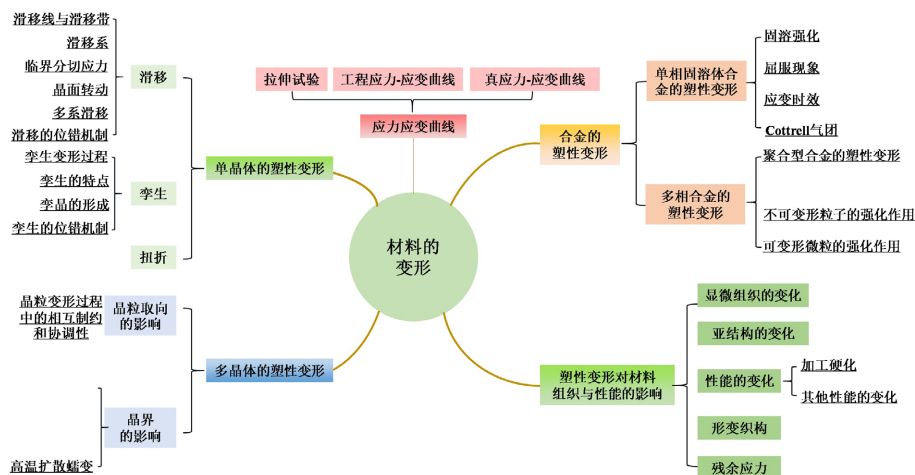 拉伸试验
工程应力-应变曲线
真应力-应变曲线
应力应变曲线
材料的
变形
单晶体的塑性变形
滑移
滑移线与滑移带
滑移系
临界分切应力
晶面转动
多系滑移
滑移的位错机制
孪生
孪生变形过程
孪生的特点
孪晶的形成
孪生的位错机制
扭折
多晶体的塑性变形
晶粒取向
的影响
晶粒变形过程
中的相互制约
和协调性
晶界
的影响
高温扩散蠕变
合金的
塑性变形
单相固溶体合
金的塑性变形
固溶强化
屈服现象
应变时效
Cottrell气团
多相合金的
塑性变形
聚合型合金的塑性变形
不可变形粒子的强化作用
可变形微粒的强化作用
塑性变形对材料
组织与性能的影响
显微组织的变化
亚结构的变化
性能的变化
加工硬化
其他性能的变化
形变织构
残余应力